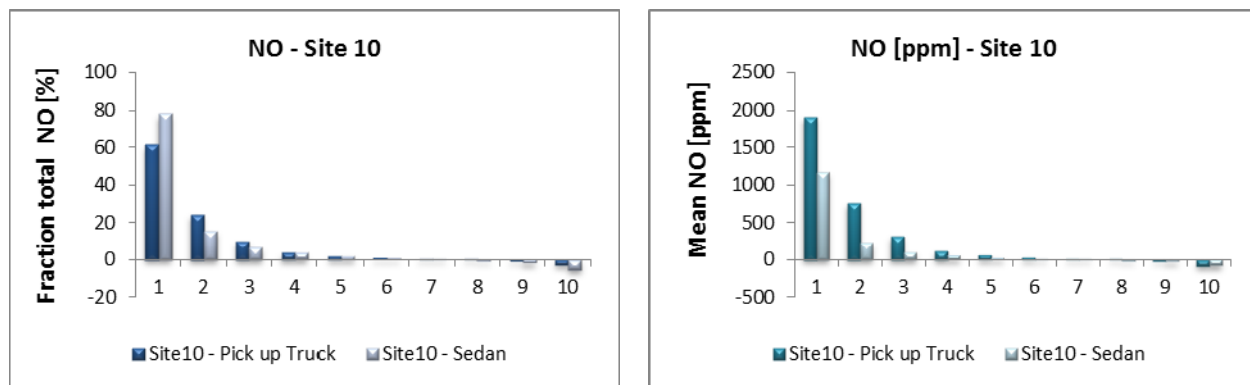 NO - Site 10
Fraction total NO [%]
100
80
60
40
20
0
-20
1 2 3 4 5 6 7 8 9 10
Site10 - Pick up Truck Site10 - Sedan
NO [ppm] - Site 10
Mean NO [ppm]
2500
2000
1500
1000
500
0
-500
1 2 3 4 5 6 7 8 9 10
Site10 - Pick up Truck Site10 - Sedan